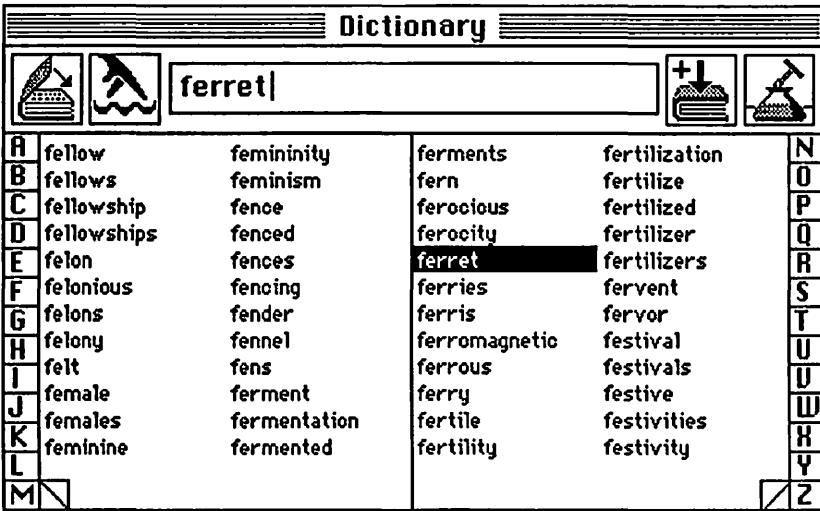 Dictionary
ferret
A fellow femininity ferments fertilization N
B fellows feminism fern fertilize O
C fellowship fence ferocious fertilized P
D fellowships fenced ferocity fertilizer Q
E felon fences ferret fertilizers R
F felonious fencing ferries fervent S
G felons fender ferris fervor T
H felony fennel ferromagnetic festival U
I felt fens ferrous festivals V
J female ferment ferry festive W
K females fermentation fertile festivities X
L feminine fermented fertility festivity Y
M Z